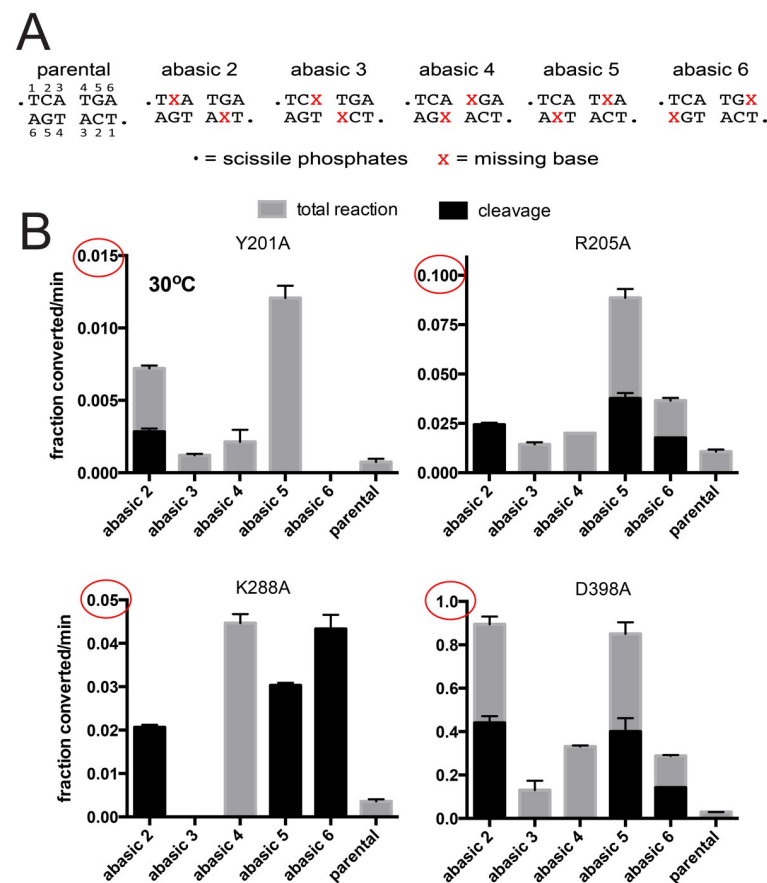 A
parental abasic 2 abasic 3 abasic 4 abasic 5 abasic 6
1 2 3 4 5 6
.TCA TGA .TXA TGA .TCX TGA .TCA XGA .TCA TXA .TCA TGX
AGT ACT. AGT AXT. AGT XCT. AGX ACT. AXT ACT. XGT ACT.
6 5 4 3 2 1
• = scissile phosphates X = missing base
total reaction cleavage
B
Y201A
30°C
fraction converted/min
0.015
0.010
0.005
0.000
abasic 2 abasic 3 abasic 4 abasic 5 abasic 6 parental
R205A
0.100
0.075
0.050
0.025
0.000
abasic 2 abasic 3 abasic 4 abasic 5 abasic 6 parental
K288A
fraction converted/min
0.05
0.04
0.03
0.02
0.01
0.00
abasic 2 abasic 3 abasic 4 abasic 5 abasic 6 parental
D398A
1.0
0.8
0.6
0.4
0.2
0.0
abasic 2 abasic 3 abasic 4 abasic 5 abasic 6 parental